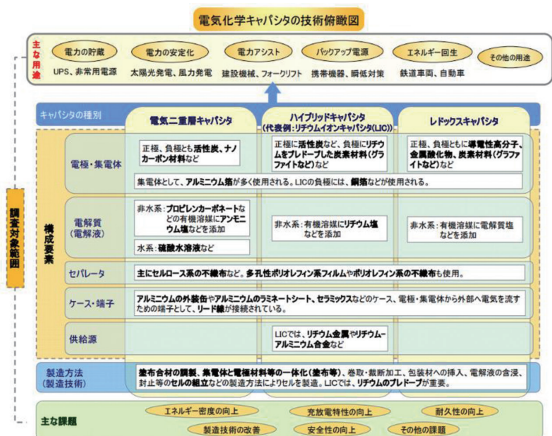 電気化学キャパシタの技術俯瞰図
主な用途
電力の貯蔵
電力の安定化
電力アシスト
バックアップ電源
エネルギー回生
その他の用途
UPS、非常用電源
太陽光発電、風力発電
建設機械、フォークリフト
携帯機器、瞬低対策
鉄道車両、自動車
キャパシタの種別
電気二重層キャパシタ
ハイブリッドキャパシタ
(代表例:リチウムイオンキャパシタ(LIC))
レドックスキャパシタ
調査対象範囲
構成要素
電極・集電体
正極、負極とも活性炭、ナノ
カーボン材料など
正極に活性炭など、負極にリチウ
ムをプレドープした炭素材料(グラ
ファイトなど)など
正極、負極ともに導電性高分子、
金属酸化物、炭素材料(グラファ
イトなど)など
集電体として、アルミニウム箔が多く使用される。LICの負極には、銅箔などが使用される。
電解質
(電解液)
非水系:プロピレンカーボネート
などの有機溶媒にアンモニ
ウム塩などを添加
水系:硫酸水溶液など
非水系:有機溶媒にリチウム塩
などを添加
非水系:有機溶媒に電解質塩
などを添加
セパレータ
主にセルロース系の不織布など。多孔性ポリオレフィン系フィルムやポリオレフィン系の不織布も使用。
ケース・端子
アルミニウムの外装缶やアルミニウムのラミネートシート、セラミックスなどのケース、電極・集電体から外部へ電気を流す
ための端子として、リード線が接続されている。
供給源
LICでは、リチウム金属やリチウム-
アルミニウム合金など
製造方法
(製造技術)
塗布合材の調製、集電体と電極材料等の一体化(塗布等)、巻取・裁断加工、包装材への挿入、電解液の含浸、
封止等のセルの組立などの製造方法によりセルを製造。LICでは、リチウムのプレドープが重要。
主な課題
エネルギー密度の向上
充放電特性の向上
耐久性の向上
製造技術の改善
安全性の向上
その他の課題